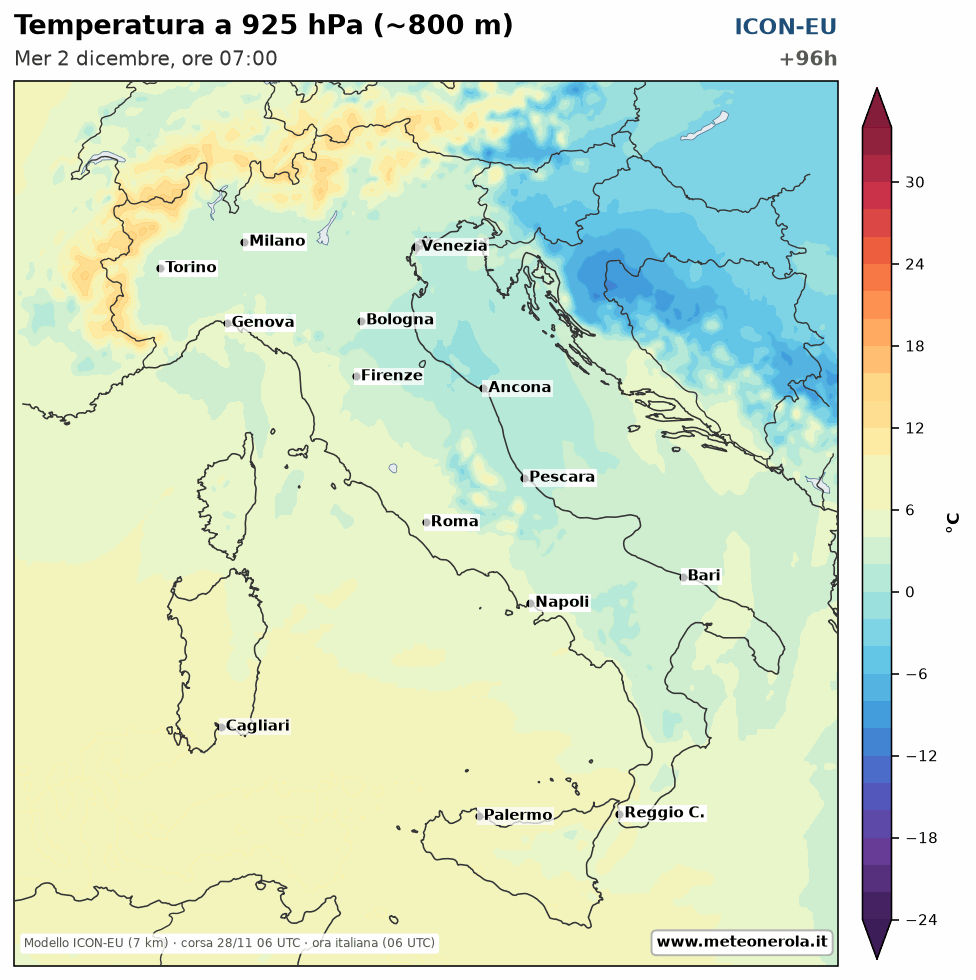 Temperatura a 925 hPa (~800 m)
ICON-EU
Mer 2 dicembre, ore 07:00
+96h
Milano
Venezia
Torino
Genova
Bologna
Firenze
Ancona
Pescara
Roma
Bari
Napoli
Cagliari
Palermo
Reggio C.
30
24
18
12
6
0
−6
−12
−18
−24
°C
Modello ICON-EU (7 km) · corsa 28/11 06 UTC · ora italiana (06 UTC)
www.meteonerola.it